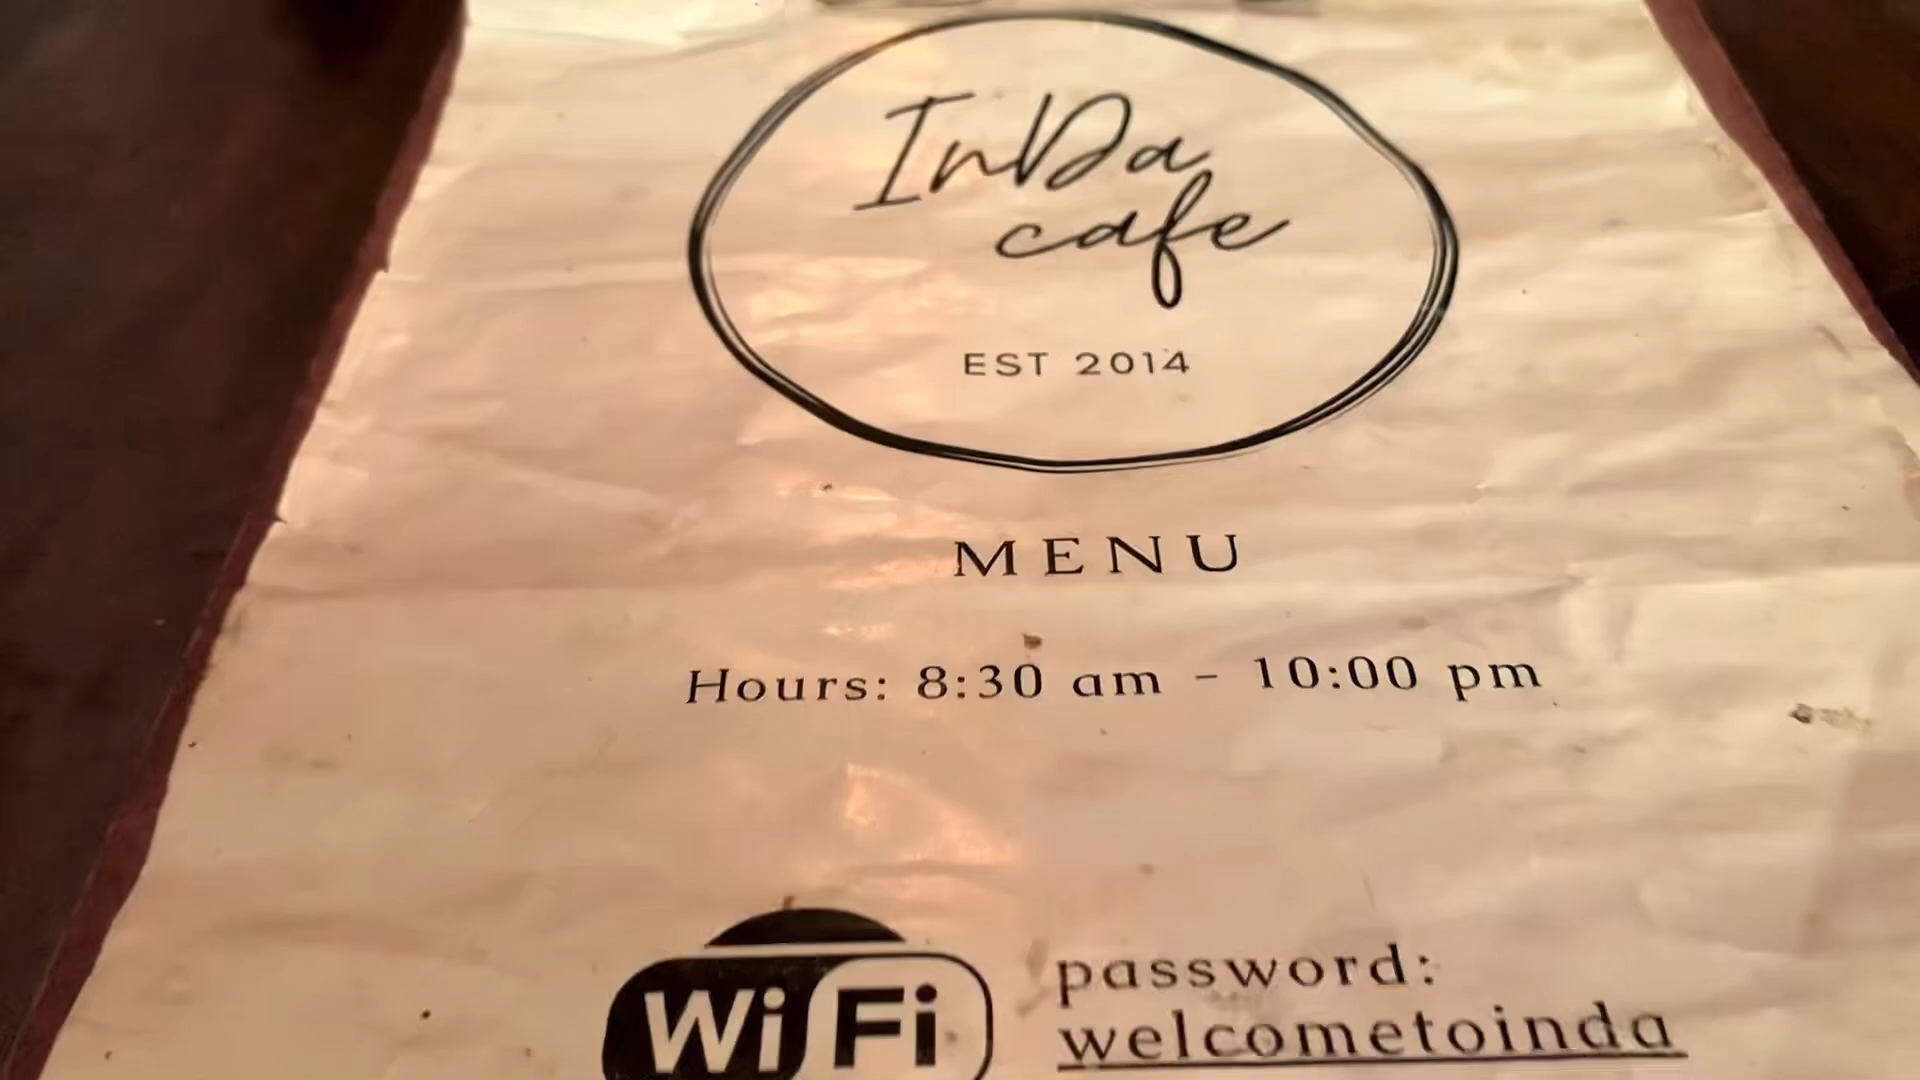 InDa
cafe
EST 2014
MENU
Hours: 8:30 am - 10:00 pm
WiFi
password:
welcometoinda